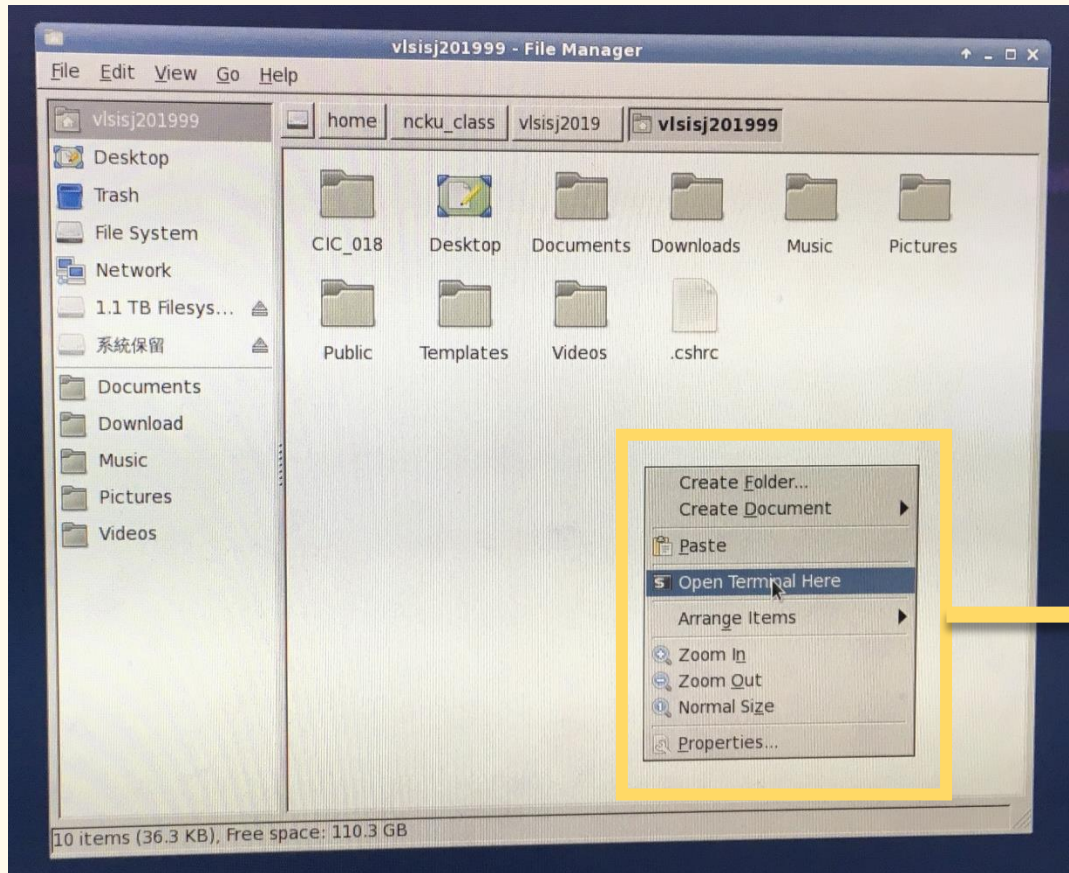 vlsisj201999 - File Manager
File Edit View Go Help
vlsisj201999
home ncku_class vlsisj2019 vlsisj201999
Desktop
Trash
File System
Network
1.1 TB Filesys...
系統保留
Documents
Download
Music
Pictures
Videos
CIC_018 Desktop Documents Downloads Music Pictures
Public Templates Videos .cshrc
Create Folder...
Create Document
Paste
Open Terminal Here
Arrange Items
Zoom In
Zoom Out
Normal Size
Properties...
10 items (36.3 KB), Free space: 110.3 GB